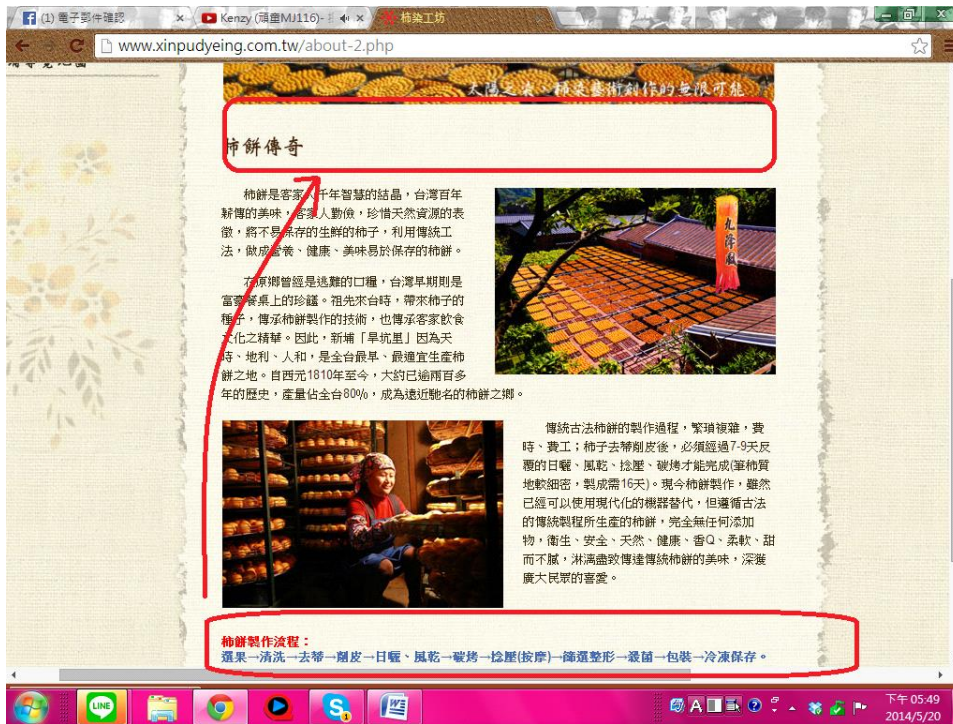 (1) 電子郵件確認
Kenzy (頑童MJ116)-
柿染工坊
www.xinpudyeing.com.tw/about-2.php
太陽之委，柿染藝術創作的無限可能
柿餅傳奇
柿餅是客家人千年智慧的結晶，台灣百年
薪傳的美味，客家人勤儉，珍惜天然資源的表
徵，將不易保存的生鮮的柿子，利用傳統工
法，做成營養、健康、美味易於保存的柿餅。
在原鄉曾經是逃難的口糧，台灣早期則是
富豪餐桌上的珍饈。祖先來台時，帶來柿子的
種子，傳承柿餅製作的技術，也傳承客家飲食
文化之精華。因此，新埔「旱坑里」因為天
時、地利、人和，是全台最早、最適宜生產柿
餅之地。自西元1810年至今，大約已逾兩百多
年的歷史，產量佔全台80%，成為遠近馳名的柿餅之鄉。
九降風
傳統古法柿餅的製作過程，繁瑣複雜，費
時、費工；柿子去蒂削皮後，必須經過7-9天反
覆的日曬、風乾、捻壓、碳烤才能完成(筆柿質
地較細密，製成需16天)。現今柿餅製作，雖然
已經可以使用現代化的機器替代，但遵循古法
的傳統製程所生產的柿餅，完全無任何添加
物，衛生、安全、天然、健康、香Q、柔軟、甜
而不膩，淋漓盡致傳達傳統柿餅的美味，深獲
廣大民眾的喜愛。
柿餅製作流程：
選果→清洗→去蒂→削皮→日曬、風乾→碳烤→捻壓(按摩)→篩選整形→殺菌→包裝→冷凍保存。
LINE
下午 05:49
2014/5/20